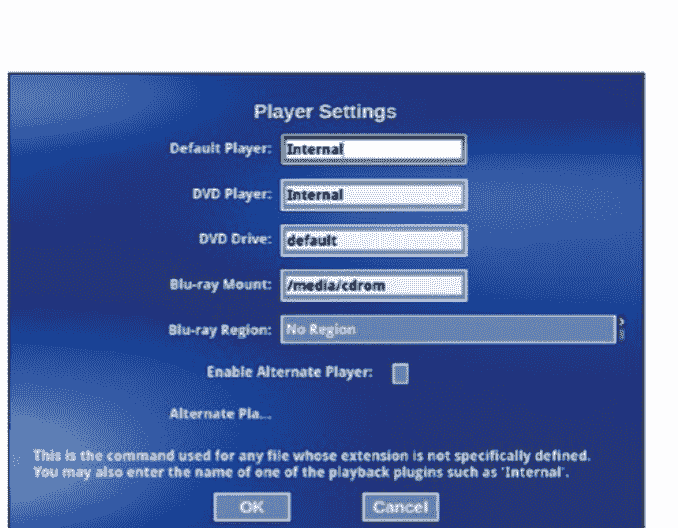 Player Settings
Default Player: Internal
DVD Player: Internal
DVD Drive: default
Blu-ray Mount: /media/cdrom
Blu-ray Region: No Region
Enable Alternate Player:
Alternate Pla...
This is the command used for any file whose extension is not specifically defined.
You may also enter the name of one of the playback plugins such as 'Internal'.
OK Cancel